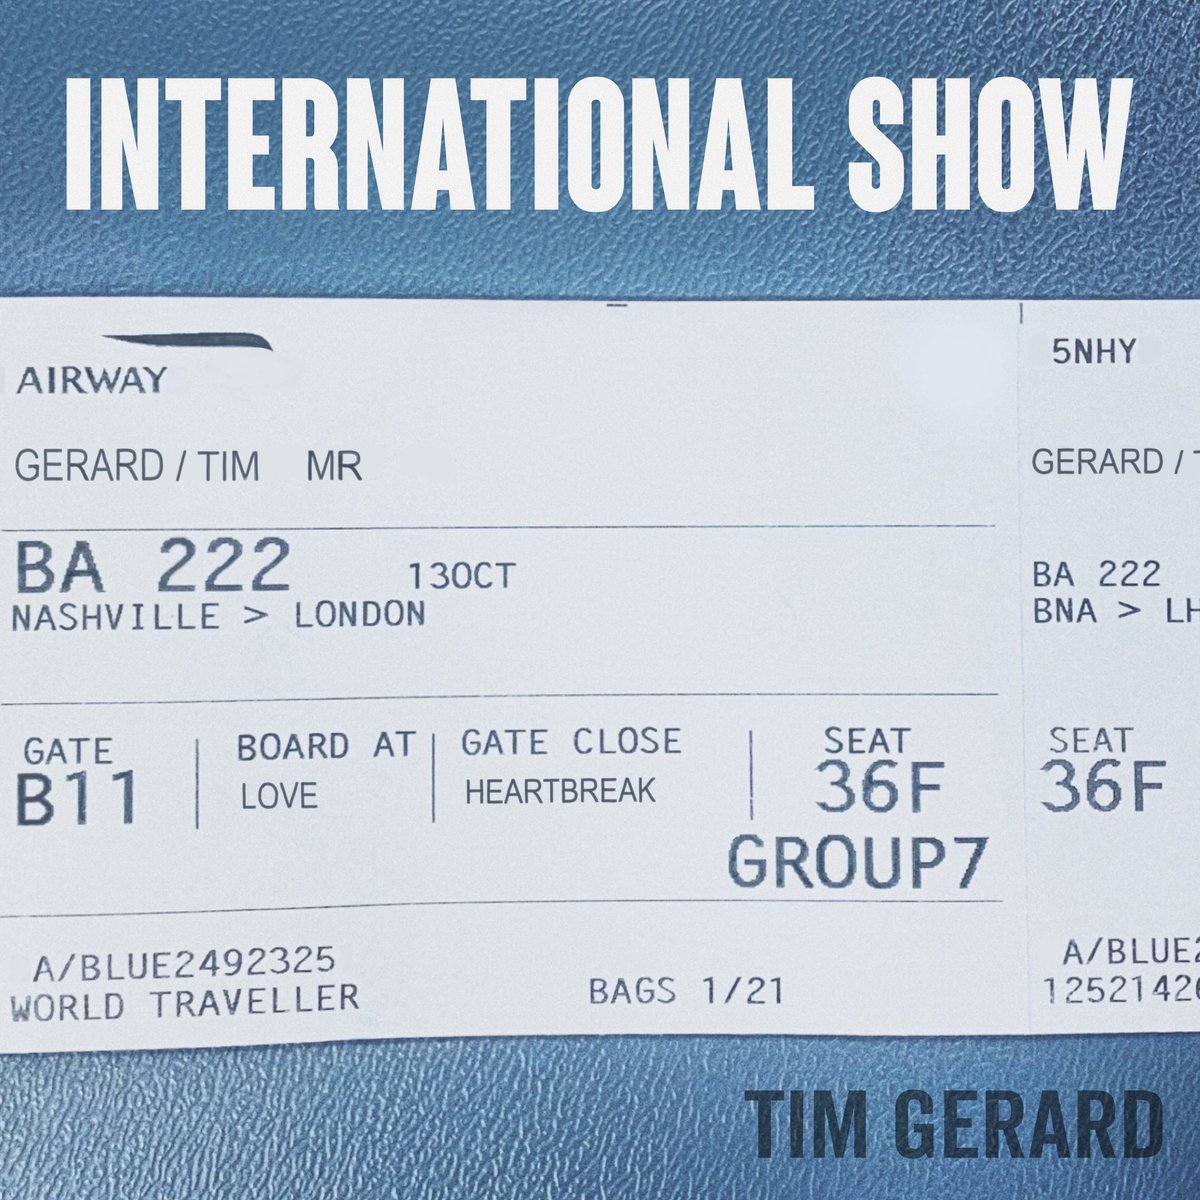 INTERNATIONAL SHOW
AIRWAY
5NHY
GERARD / TIM MR
GERARD /
BA 222 13OCT
NASHVILLE > LONDON
BA 222
BNA >
GATE
B11
BOARD AT
LOVE
GATE CLOSE
HEARTBREAK
SEAT
36F
GROUP7
SEAT
36F
A/BLUE2492325
WORLD TRAVELLER
BAGS 1/21
A/BLUE2
1252142
TIM GERARD